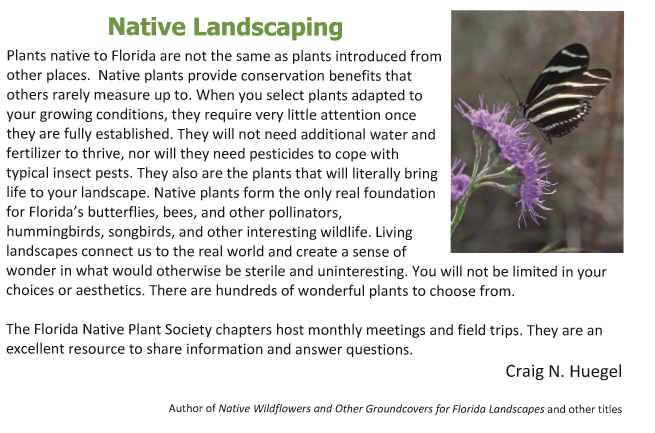 Native Landscaping
Plants native to Florida are not the same as plants introduced from
other places.  Native plants provide conservation benefits that
others rarely measure up to. When you select plants adapted to
your growing conditions, they require very little attention once
they are fully established. They will not need additional water and
fertilizer to thrive, nor will they need pesticides to cope with
typical insect pests. They also are the plants that will literally bring
life to your landscape. Native plants form the only real foundation
for Florida’s butterflies, bees, and other pollinators,
hummingbirds, songbirds, and other interesting wildlife. Living
landscapes connect us to the real world and create a sense of
wonder in what would otherwise be sterile and uninteresting. You will not be limited in your
choices or aesthetics. There are hundreds of wonderful plants to choose from.
The Florida Native Plant Society chapters host monthly meetings and field trips. They are an
excellent resource to share information and answer questions.
Craig N. Huegel
Author of Native Wildflowers and Other Groundcovers for Florida Landscapes and other titles